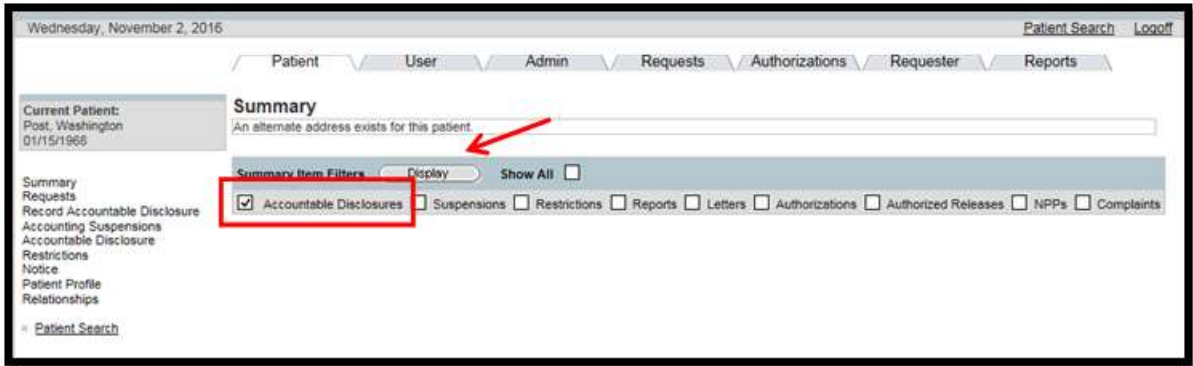 Wednesday, November 2, 2016 Patient Search Logoff
Patient User Admin Requests Authorizations Requester Reports
Current Patient:
Post, Washington
01/15/1968
Summary
An alternate address exists for this patient.
Summary Item Filters Display Show All
Accountable Disclosures Suspensions Restrictions Reports Letters Authorizations Authorized Releases NPPs Complaints
Summary
Requests
Record Accountable Disclosure
Accounting Suspensions
Accountable Disclosure
Restrictions
Notice
Patient Profile
Relationships
Patient Search